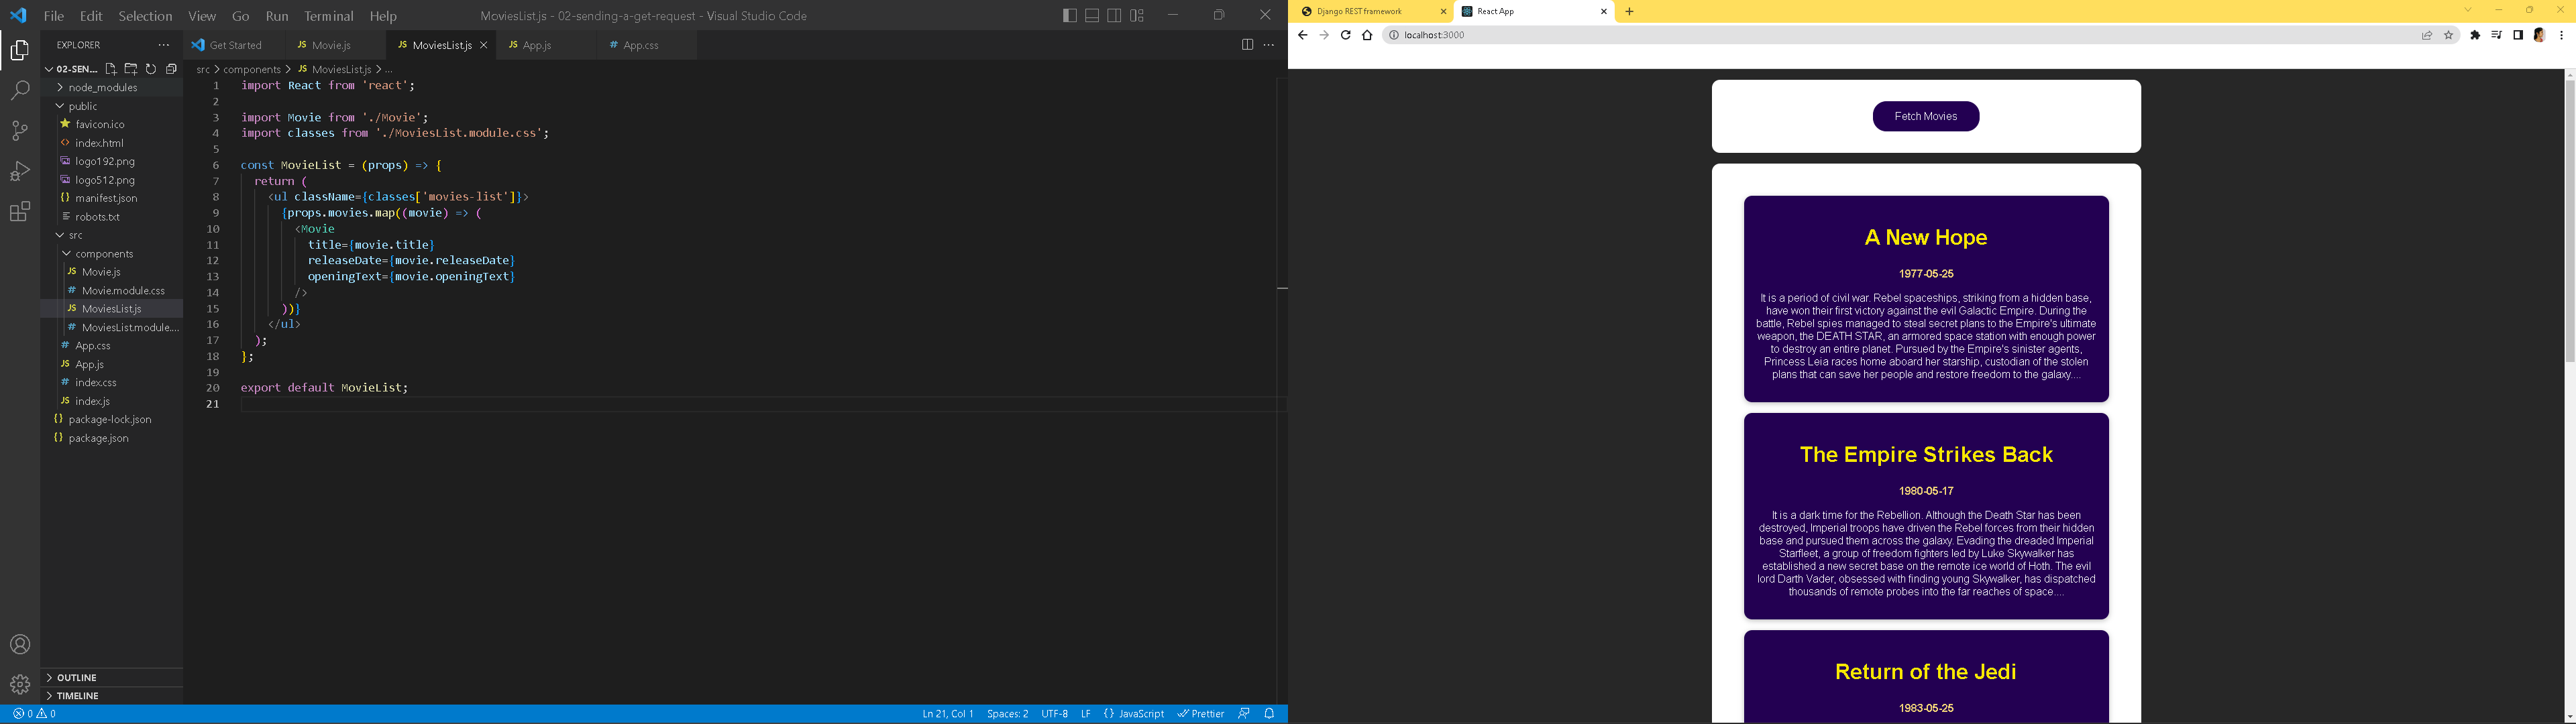 File Edit Selection View Go Run Terminal Help
MoviesList.js - 02-sending-a-get-request - Visual Studio Code
EXPLORER
02-SEN...
node_modules
public
favicon.ico
index.html
logo192.png
logo512.png
manifest.json
robots.txt
src
components
Movie.js
Movie.module.css
MoviesList.js
MoviesList.module....
App.css
App.js
index.css
index.js
package-lock.json
package.json
OUTLINE
TIMELINE
Get Started
JS Movie.js
JS MoviesList.js
JS App.js
# App.css
src > components > JS MoviesList.js > ...
1 import React from 'react';
2
3 import Movie from './Movie';
4 import classes from './MoviesList.module.css';
5
6 const MovieList = (props) => {
7 return (
8 <ul className={classes['movies-list']}>
9 {props.movies.map((movie) => (
10 <Movie
11 title={movie.title}
12 releaseDate={movie.releaseDate}
13 openingText={movie.openingText}
14 />
15 ))}
16 </ul>
17 );
18 };
19
20 export default MovieList;
21
0 0
Ln 21, Col 1 Spaces: 2 UTF-8 LF {} JavaScript Prettier
Django REST framework
React App
localhost:3000
Fetch Movies
A New Hope
1977-05-25
It is a period of civil war. Rebel spaceships, striking from a hidden base,
have won their first victory against the evil Galactic Empire. During the
battle, Rebel spies managed to steal secret plans to the Empire's ultimate
weapon, the DEATH STAR, an armored space station with enough power
to destroy an entire planet. Pursued by the Empire's sinister agents,
Princess Leia races home aboard her starship, custodian of the stolen
plans that can save her people and restore freedom to the galaxy....
The Empire Strikes Back
1980-05-17
It is a dark time for the Rebellion. Although the Death Star has been
destroyed, Imperial troops have driven the Rebel forces from their hidden
base and pursued them across the galaxy. Evading the dreaded Imperial
Starfleet, a group of freedom fighters led by Luke Skywalker has
established a new secret base on the remote ice world of Hoth. The evil
lord Darth Vader, obsessed with finding young Skywalker, has dispatched
thousands of remote probes into the far reaches of space....
Return of the Jedi
1983-05-25